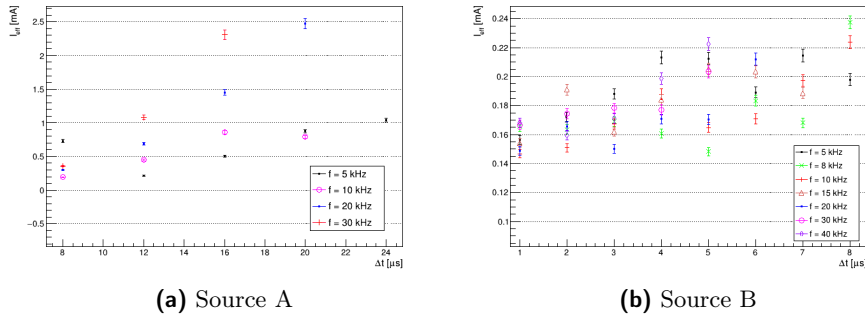 I_eff [mA]
2.5
2
1.5
1
0.5
0
−0.5
8 10 12 14 16 18 20 22 24
Δt [μs]
f = 5 kHz
f = 10 kHz
f = 20 kHz
f = 30 kHz
(a) Source A
I_eff [mA]
0.24
0.22
0.2
0.18
0.16
0.14
0.12
0.1
1 2 3 4 5 6 7 8
Δt [μs]
f = 5 kHz
f = 8 kHz
f = 10 kHz
f = 15 kHz
f = 20 kHz
f = 30 kHz
f = 40 kHz
(b) Source B